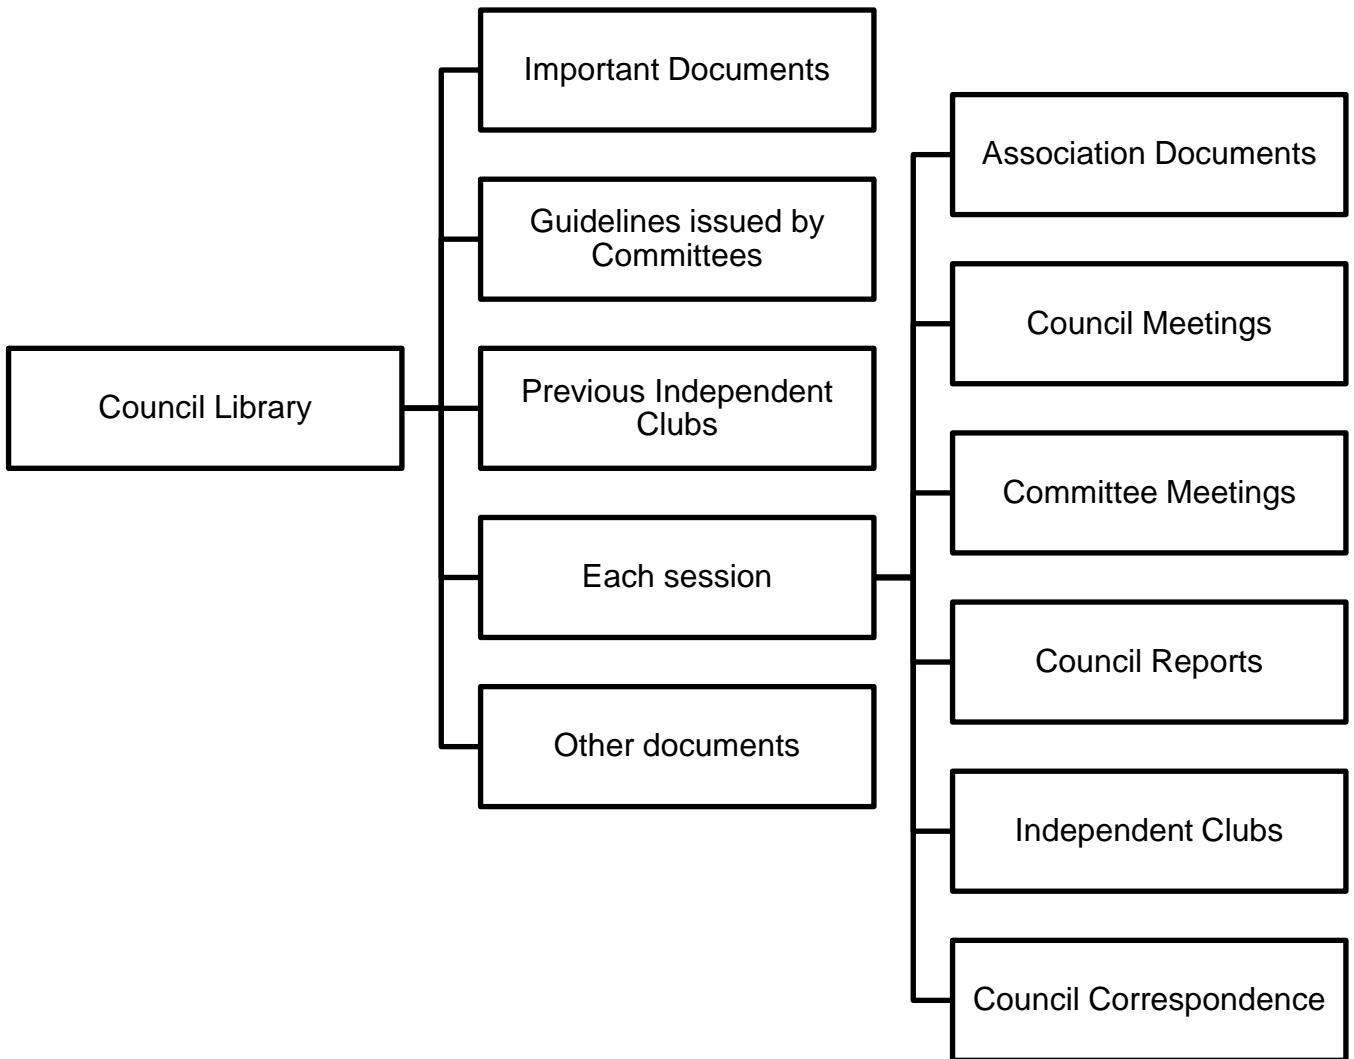 Council Library
Important Documents
Guidelines issued by
Committees
Previous Independent
Clubs
Each session
Other documents
Association Documents
Council Meetings
Committee Meetings
Council Reports
Independent Clubs
Council Correspondence